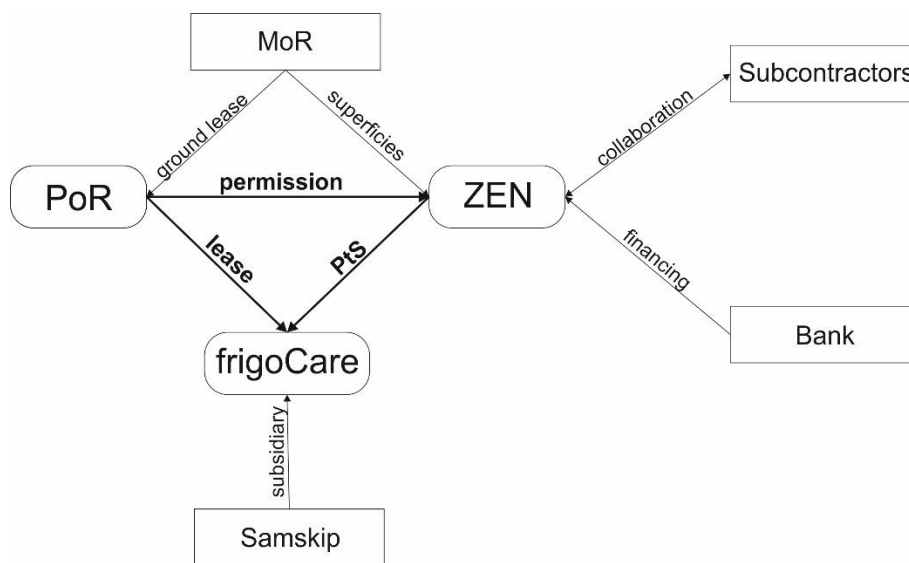 MoR
Subcontractors
ground lease
superficies
collaboration
PoR
permission
ZEN
lease
PtS
financing
frigoCare
Bank
subsidiary
Samskip